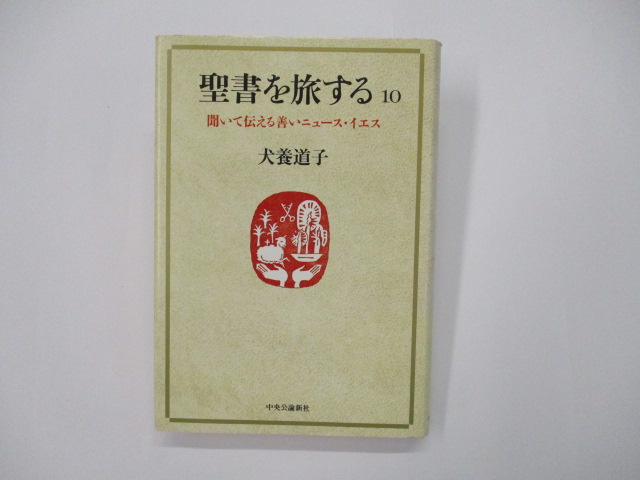 聖書を旅する 10
聞いて伝える善いニュース・イエス
犬養道子
中央公論新社